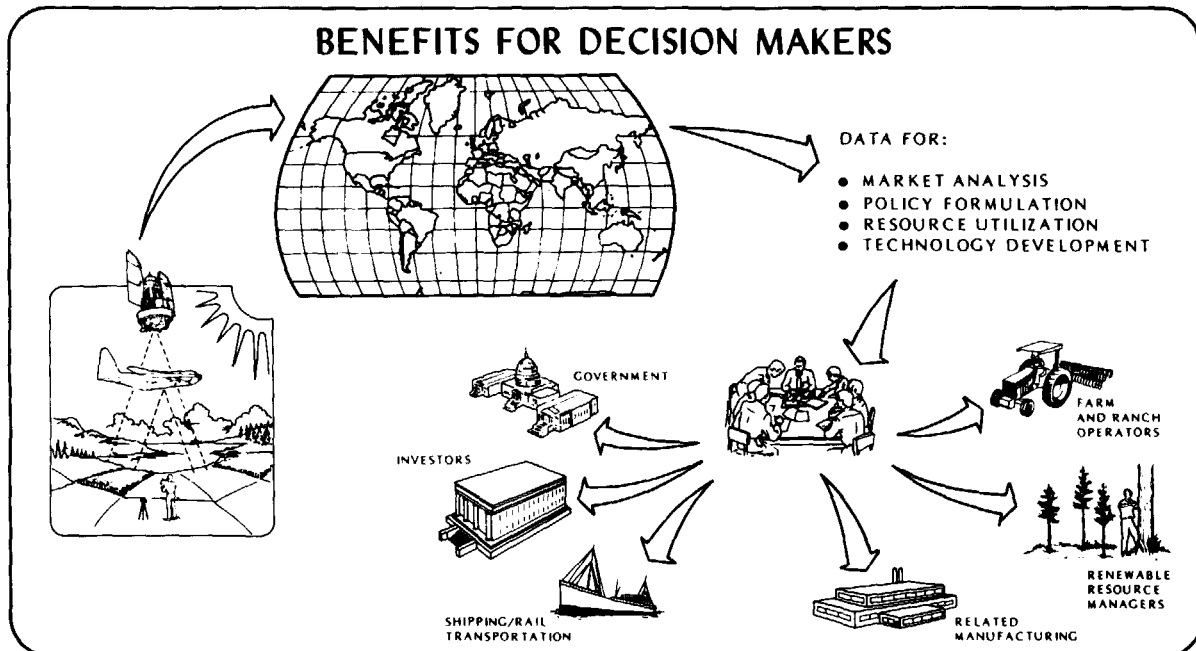 BENEFITS FOR DECISION MAKERS
DATA FOR:
● MARKET ANALYSIS
● POLICY FORMULATION
● RESOURCE UTILIZATION
● TECHNOLOGY DEVELOPMENT
GOVERNMENT
INVESTORS
SHIPPING/RAIL
TRANSPORTATION
RELATED
MANUFACTURING
FARM
AND RANCH
OPERATORS
RENEWABLE
RESOURCE
MANAGERS